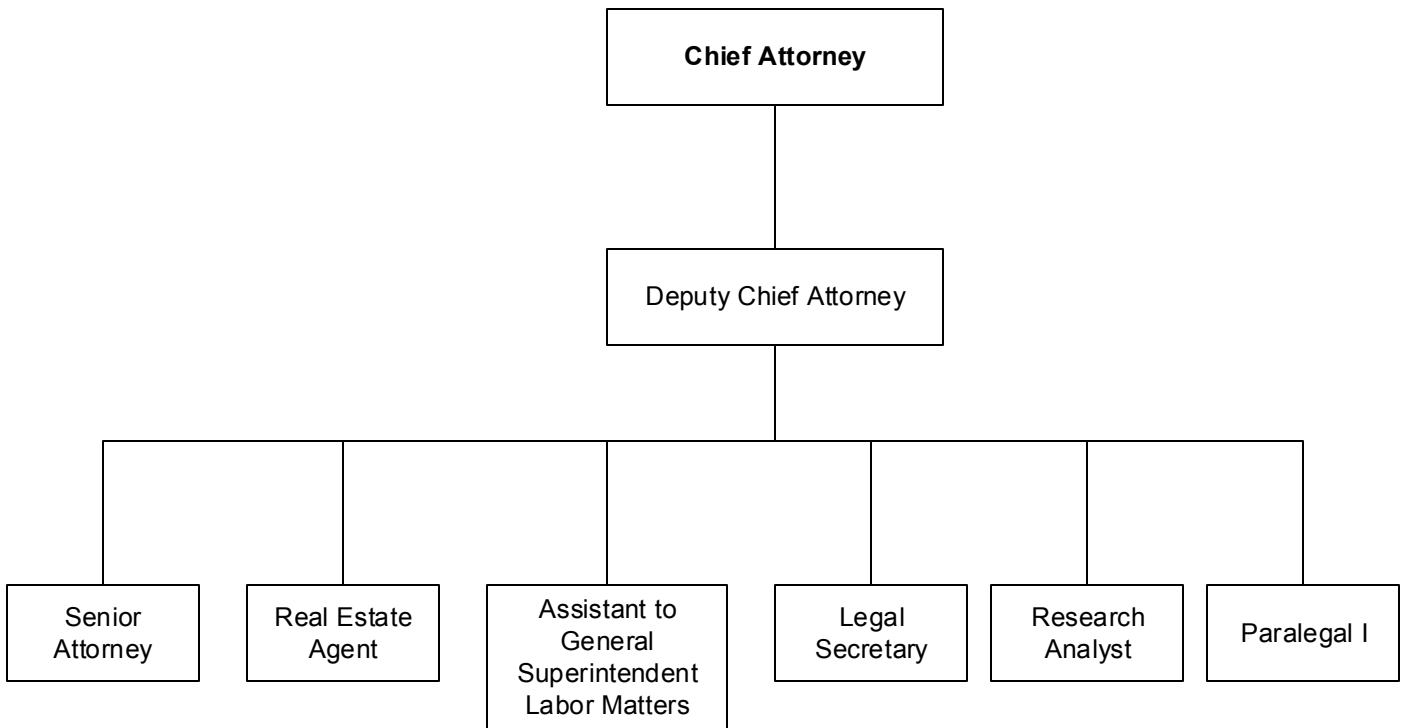 Chief Attorney
Deputy Chief Attorney
Senior
Attorney
Real Estate
Agent
Assistant to
General
Superintendent
Labor Matters
Legal
Secretary
Research
Analyst
Paralegal I